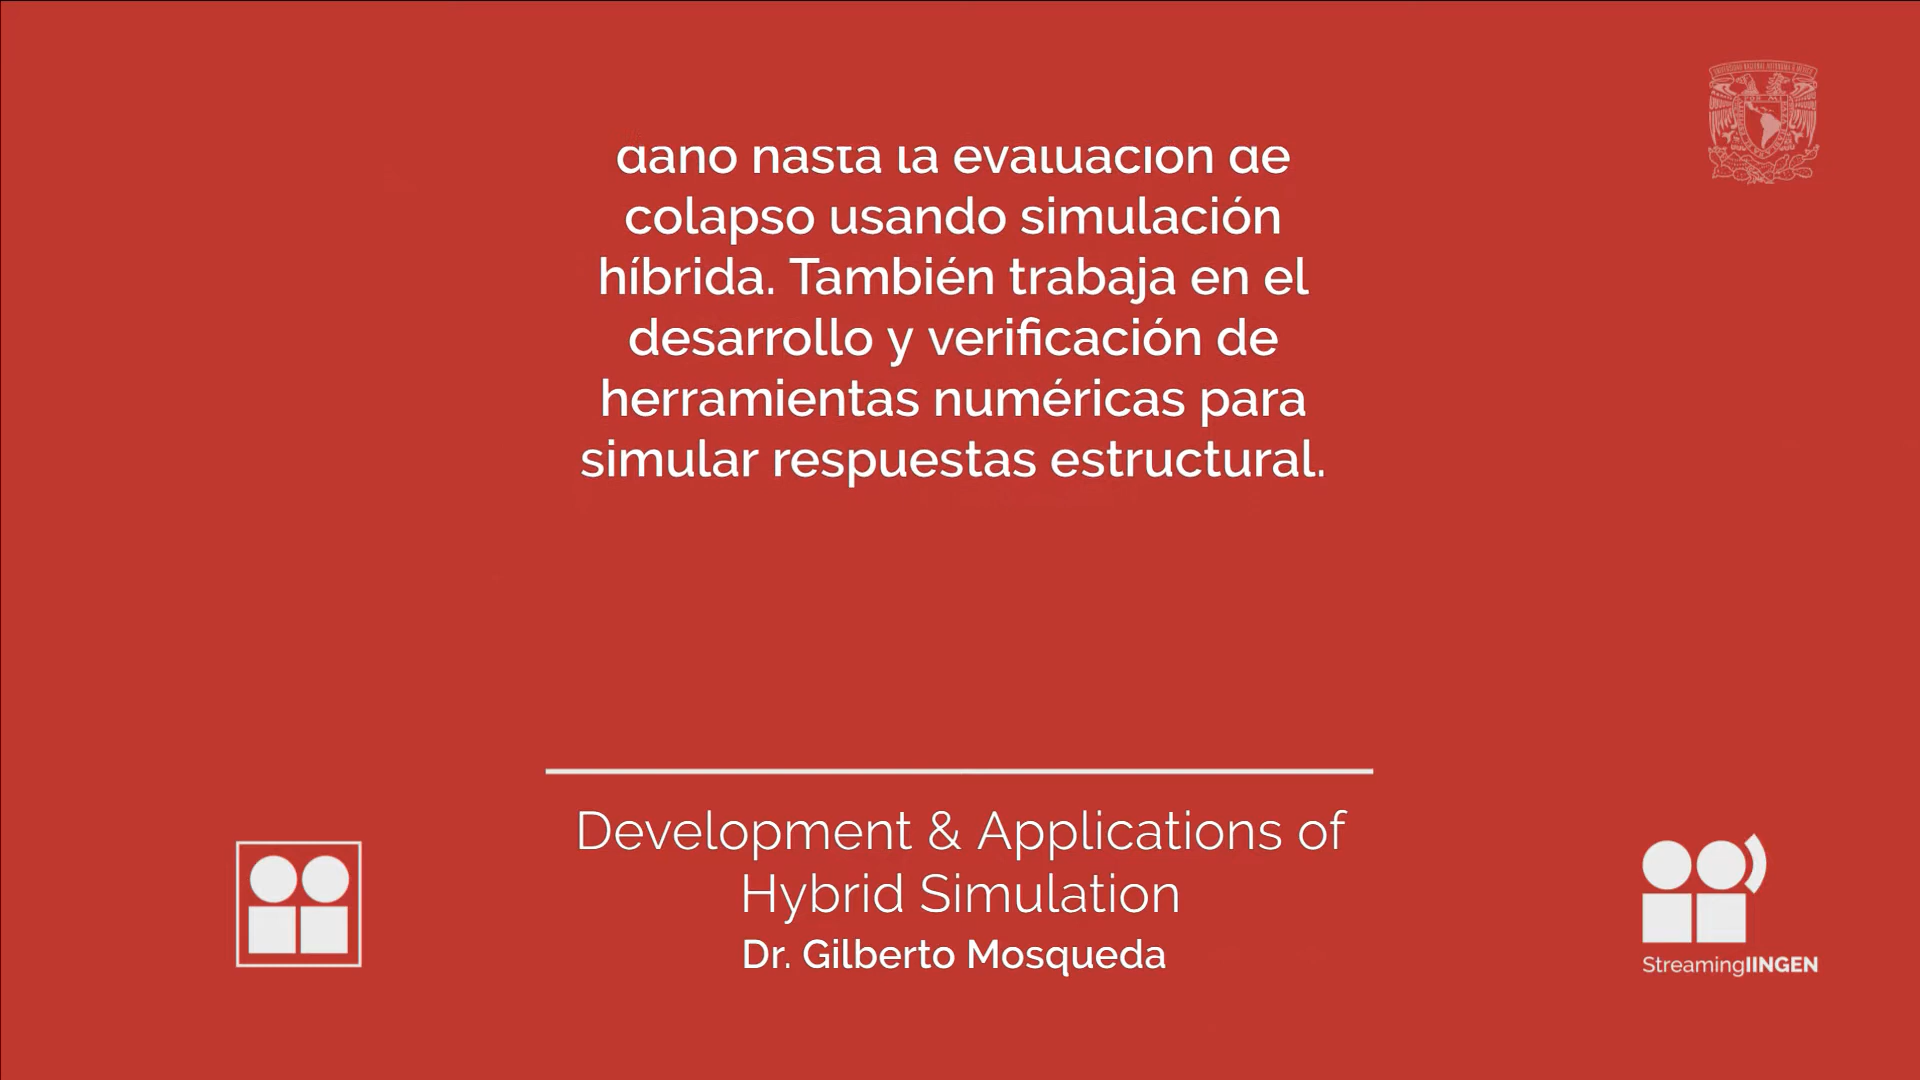 daño hasta la evaluación de
colapso usando simulación
híbrida. También trabaja en el
desarrollo y verificación de
herramientas numéricas para
simular respuestas estructural.
Development & Applications of
Hybrid Simulation
Dr. Gilberto Mosqueda
StreamingIINGEN